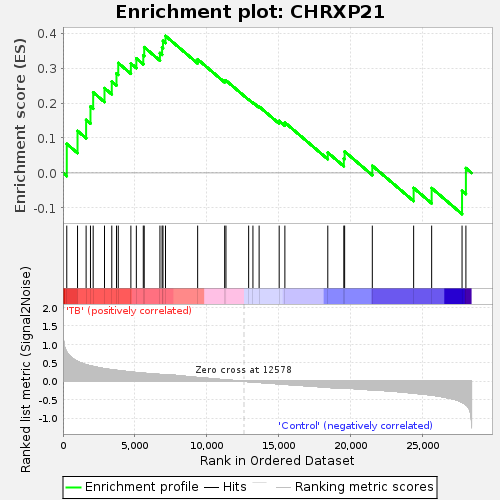 Enrichment plot: CHRXP21
Enrichment score (ES)
0.4
0.3
0.2
0.1
0.0
-0.1
'TB' (positively correlated)
Ranked list metric (Signal2Noise)
2.0
1.5
1.0
0.5
0.0
-0.5
-1.0
Zero cross at 12578
'Control' (negatively correlated)
0 5,000 10,000 15,000 20,000 25,000
Rank in Ordered Dataset
Enrichment profile Hits Ranking metric scores